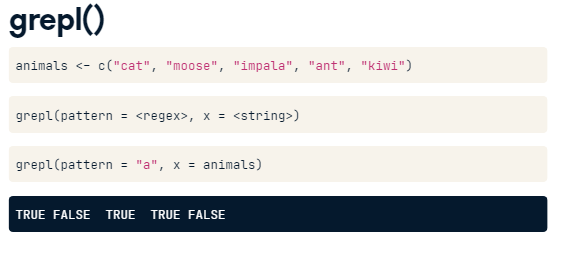 grepl()
animals <- c("cat", "moose", "impala", "ant", "kiwi")
grepl(pattern = <regex>, x = <string>)
grepl(pattern = "a", x = animals)
TRUE FALSE  TRUE  TRUE FALSE